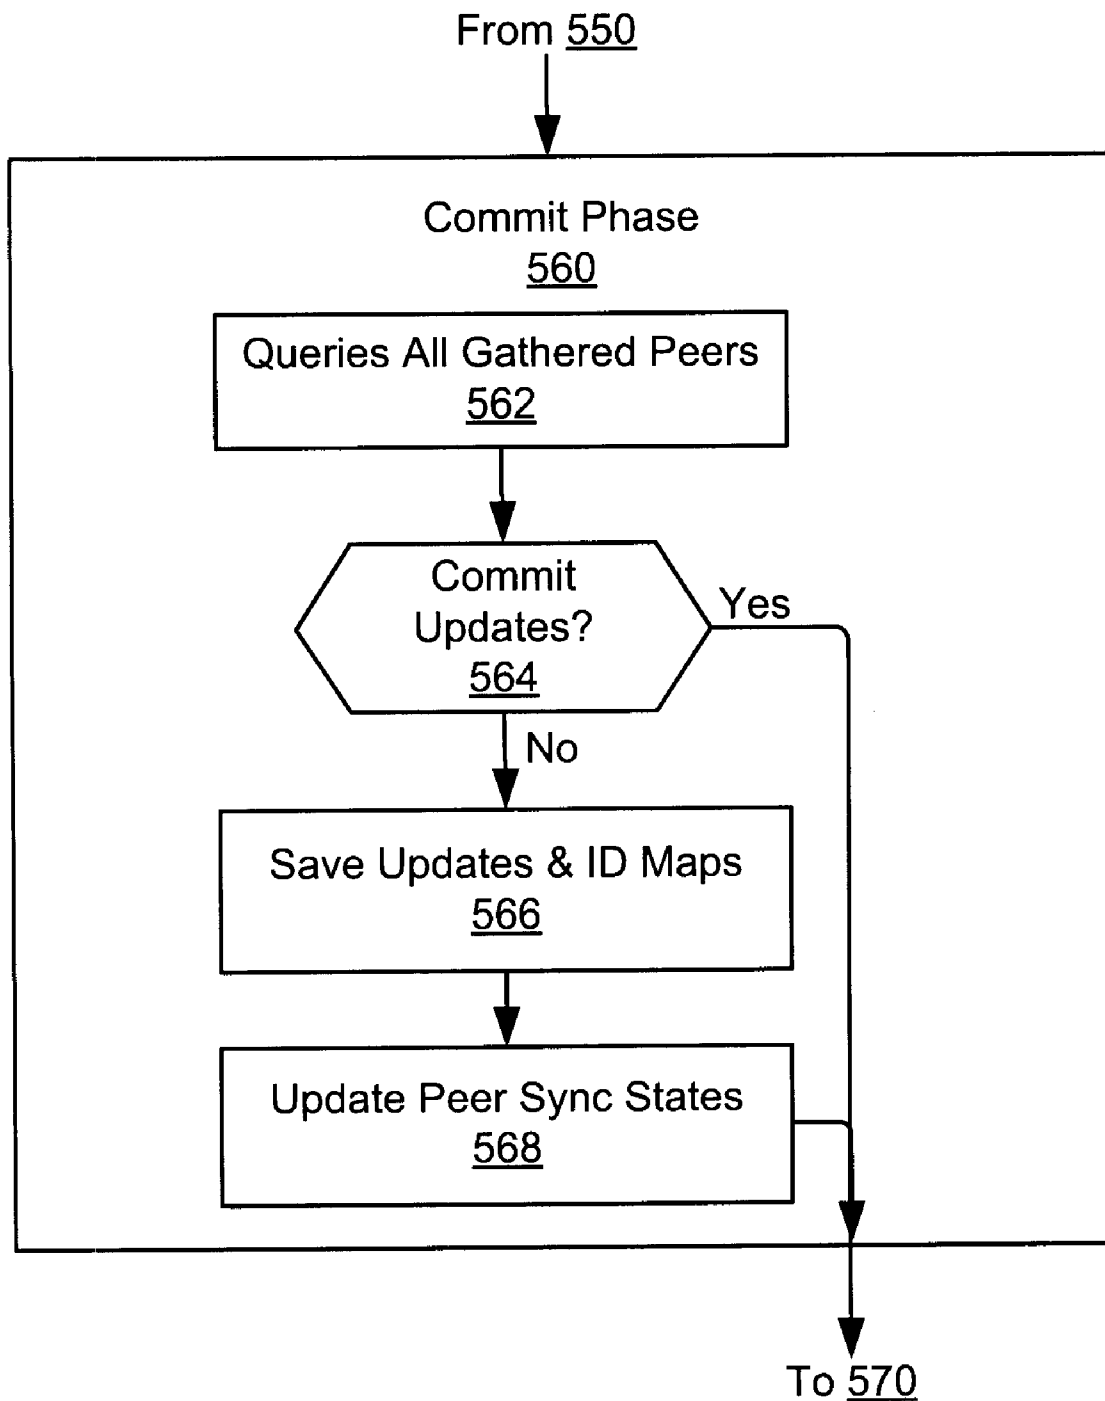 From 550
Commit Phase
560
Queries All Gathered Peers
562
Commit
Updates?
564
Yes
No
Save Updates & ID Maps
566
Update Peer Sync States
568
To 570